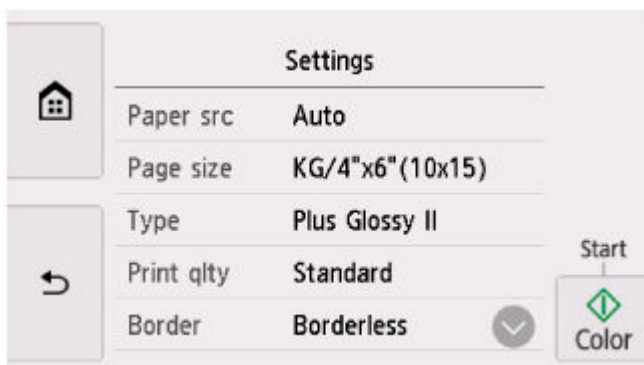 Settings
Paper src Auto
Page size KG/4"x6"(10x15)
Type Plus Glossy II
Print qlty Standard
Border Borderless
Start
Color